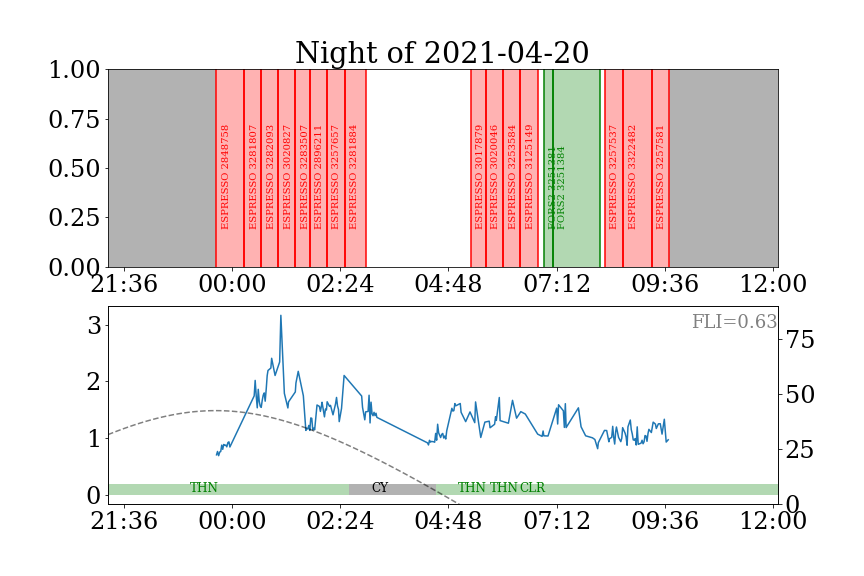 Night of 2021-04-20
1.00
0.75
0.50
0.25
0.00
ESPRESSO 2848758
ESPRESSO 3281807
ESPRESSO 3282093
ESPRESSO 3020827
ESPRESSO 3283507
ESPRESSO 2896211
ESPRESSO 3257657
ESPRESSO 3281884
ESPRESSO 3017879
ESPRESSO 3020046
ESPRESSO 3253584
ESPRESSO 3125149
FORS2 3251381
FORS2 3251384
ESPRESSO 3257537
ESPRESSO 3322482
ESPRESSO 3257581
21:36 00:00 02:24 04:48 07:12 09:36 12:00
FLI=0.63
3
2
1
0
75
50
25
0
THN CY THN THN CLR
21:36 00:00 02:24 04:48 07:12 09:36 12:00